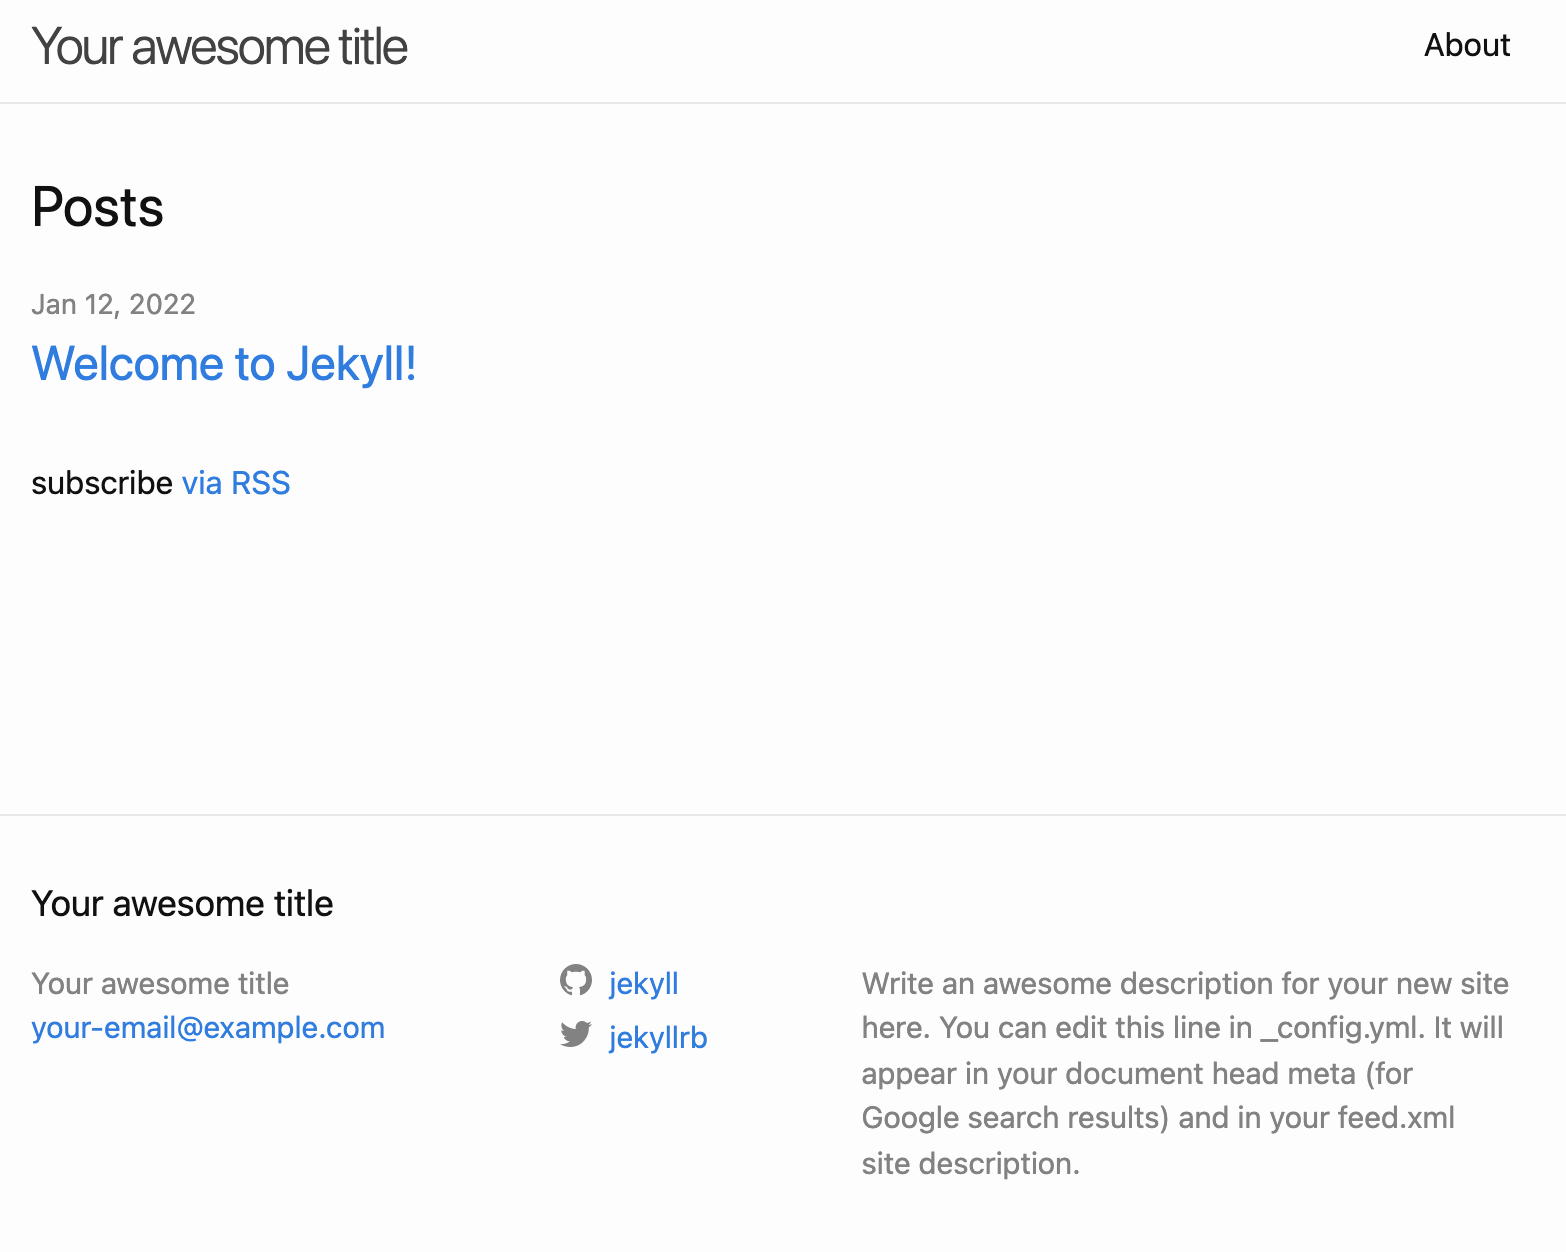 Your awesome title
About
Posts
Jan 12, 2022
Welcome to Jekyll!
subscribe via RSS
Your awesome title
Your awesome title
your-email@example.com
jekyll
jekyllrb
Write an awesome description for your new site
here. You can edit this line in _config.yml. It will
appear in your document head meta (for
Google search results) and in your feed.xml
site description.